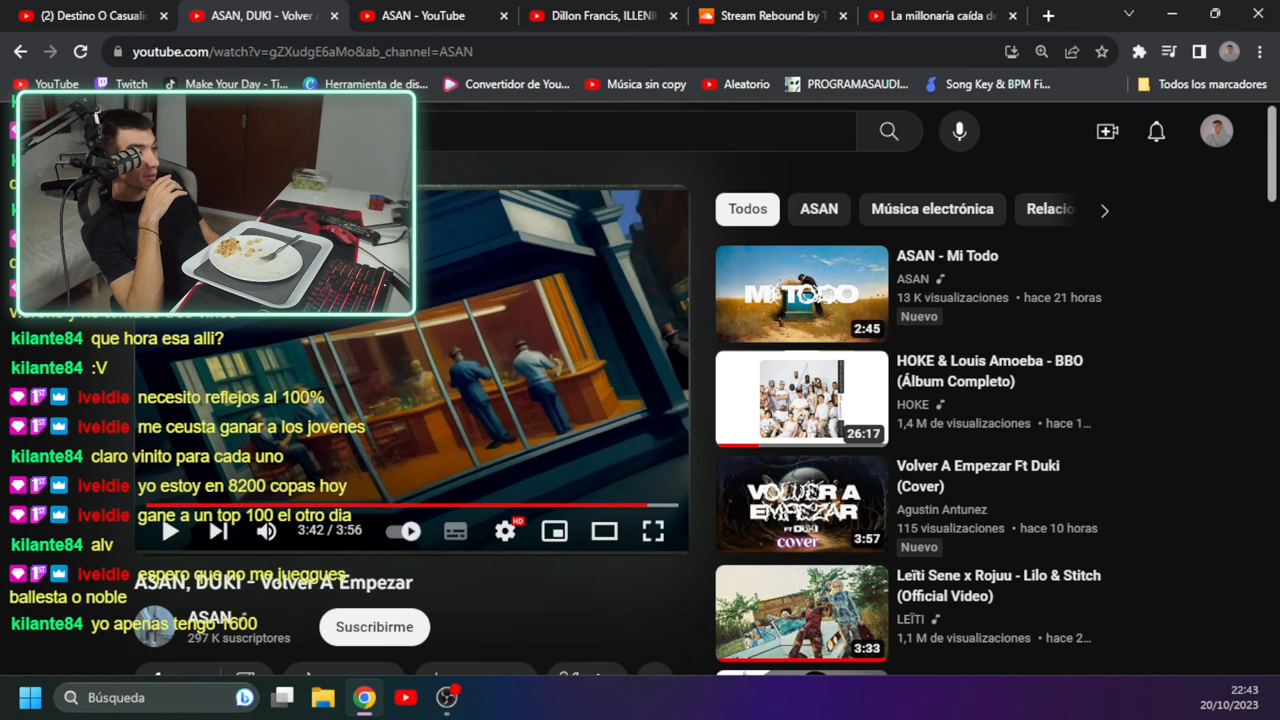 (2) Destino O Casuali
ASAN, DUKI - Volver A
ASAN - YouTube
Dillon Francis, ILLENI
Stream Rebound by T
La millonaria caída de
youtube.com/watch?v=gZXudgE6aMo&ab_channel=ASAN
YouTube
Twitch
Make Your Day - Ti...
Herramienta de dis...
Convertidor de You...
Música sin copy
Aleatorio
PROGRAMASAUDI...
Song Key & BPM Fi...
Todos los marcadores
kilante84 que hora esa alli?
kilante84 :V
1ST lveldie necesito reflejos al 100%
1ST lveldie me ceusta ganar a los jovenes
kilante84 claro vinito para cada uno
1ST lveldie yo estoy en 8200 copas hoy
1ST lveldie gane a un top 100 el otro dia
kilante84 alv
1ST lveldie espero que no me jueggues
ballesta o noble
kilante84 yo apenas tengo 1600
HD
3:42 / 3:56
ASAN, DUKI - Volver A Empezar
ASAN
297 K suscriptores
Suscribirme
Todos
ASAN
Música electrónica
Relacio
MI TODO
2:45
ASAN - Mi Todo
ASAN
13 K visualizaciones • hace 21 horas
Nuevo
26:17
HOKE & Louis Amoeba - BBO
(Álbum Completo)
HOKE
1,4 M de visualizaciones • hace 1...
VOLVER A
EMPEZAR
FT DUKI
cover
3:57
Volver A Empezar Ft Duki
(Cover)
Agustin Antunez
115 visualizaciones • hace 10 horas
Nuevo
3:33
Leïti Sene x Rojuu - Lilo & Stitch
(Official Video)
LEÏTI
1,1 M de visualizaciones • hace 2...
Búsqueda
22:43
20/10/2023